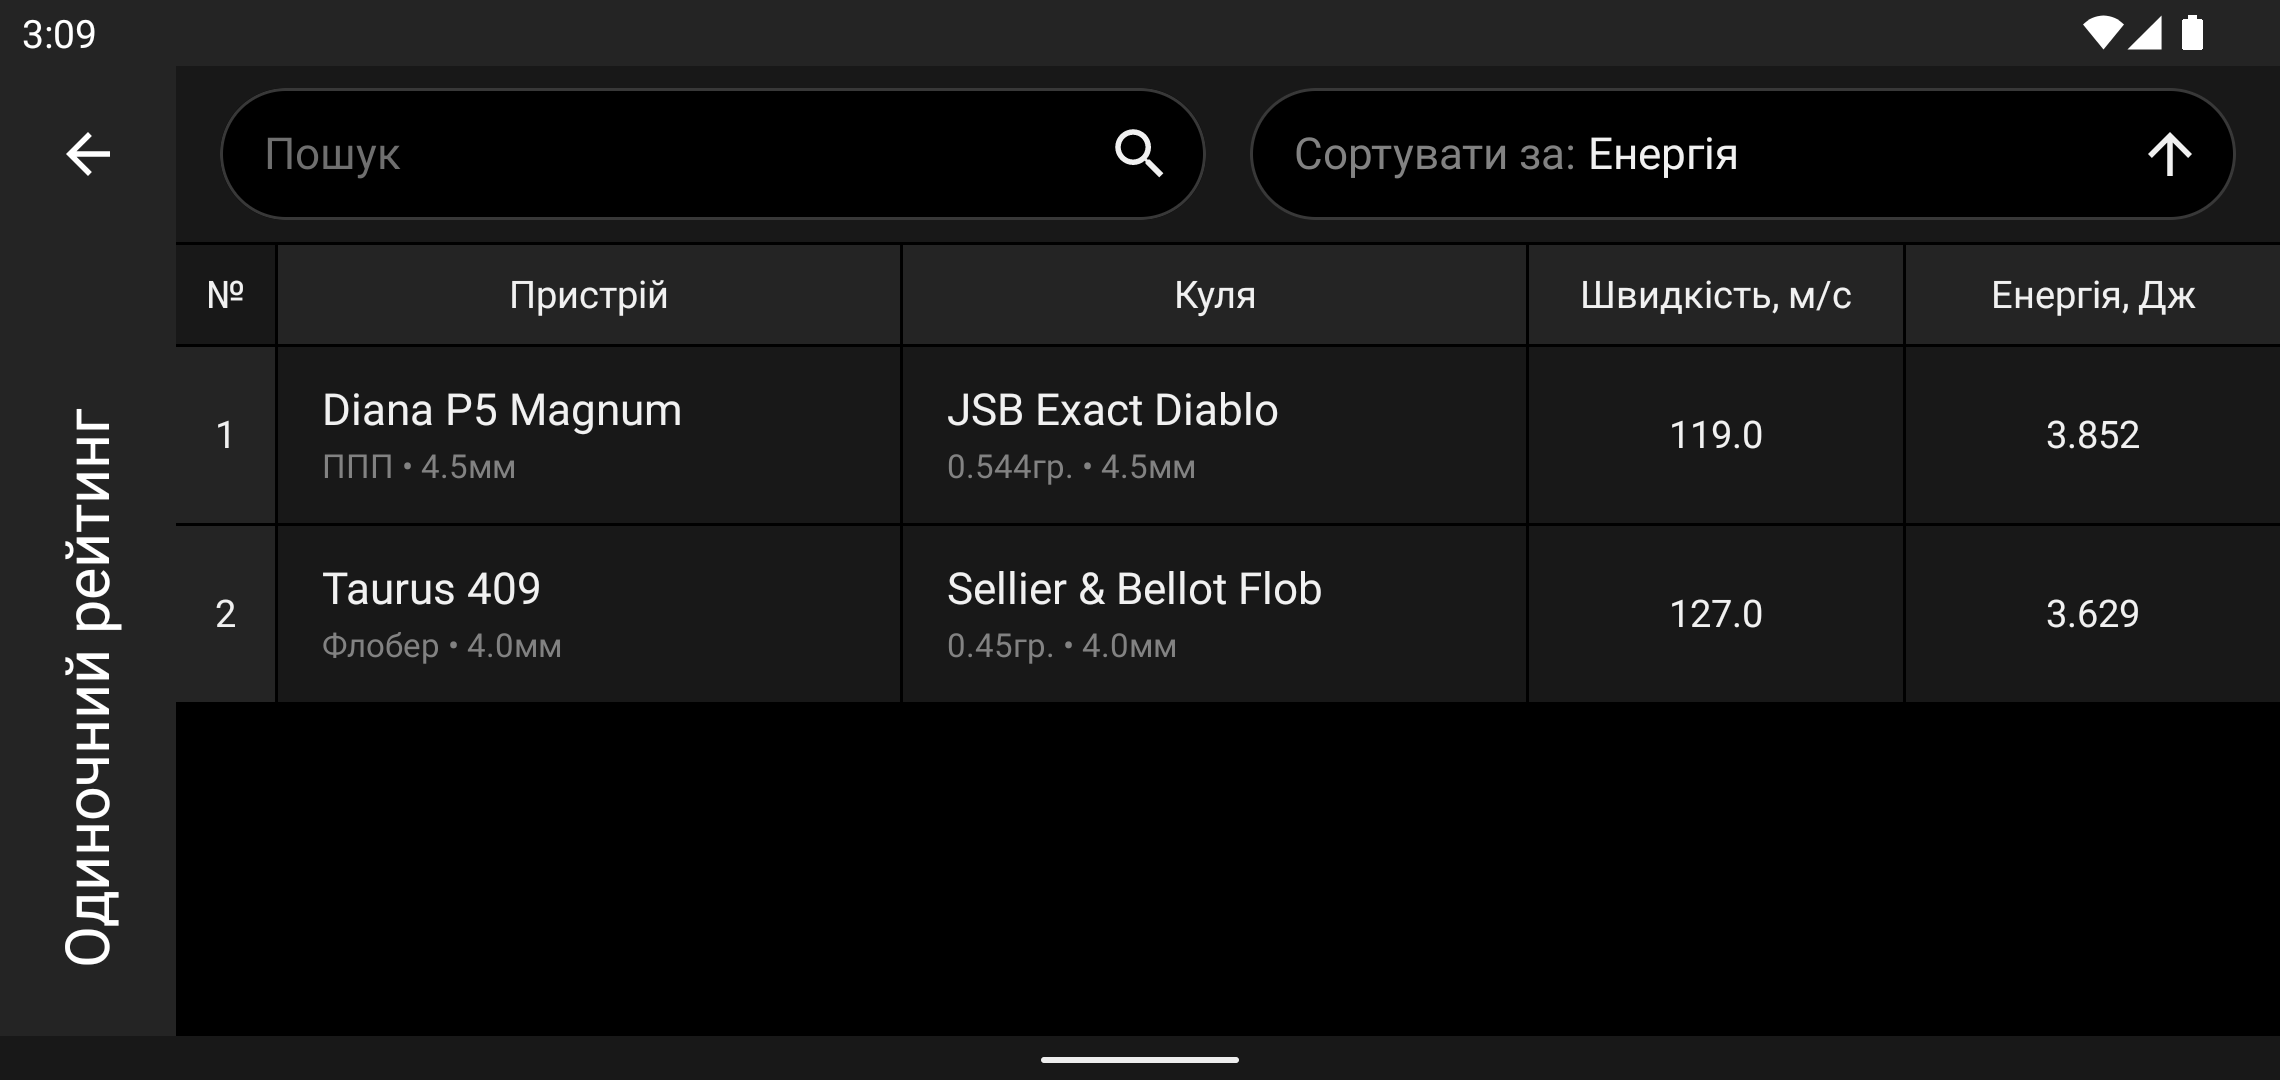 3:09
Одиночний рейтинг
Пошук
Сортувати за: Енергія
№ Пристрій Куля Швидкість, м/с Енергія, Дж
1 Diana P5 Magnum JSB Exact Diablo 119.0 3.852
ППП • 4.5мм 0.544гр. • 4.5мм
2 Taurus 409 Sellier & Bellot Flob 127.0 3.629
Флобер • 4.0мм 0.45гр. • 4.0мм